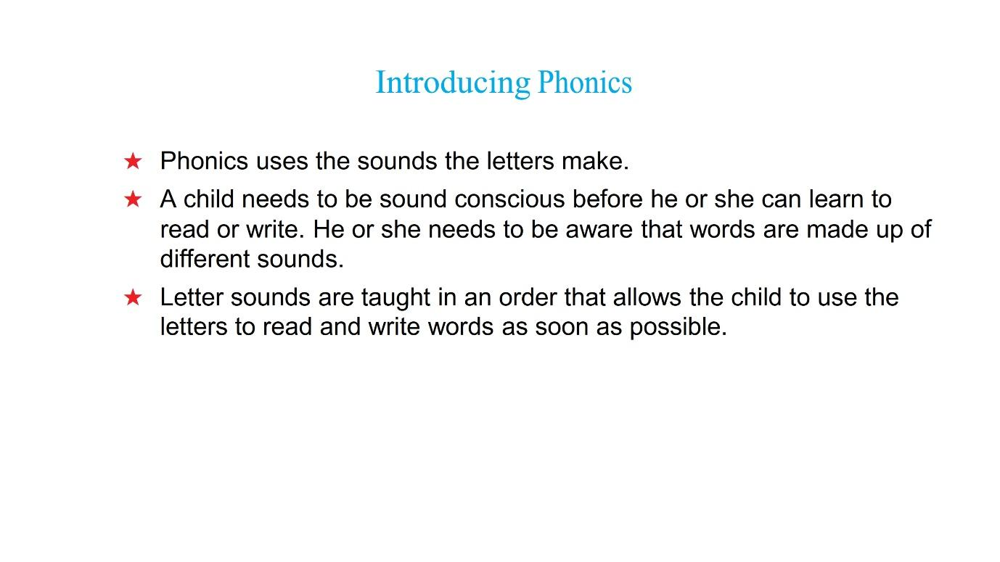 Introducing Phonics
★ Phonics uses the sounds the letters make.
★ A child needs to be sound conscious before he or she can learn to
read or write. He or she needs to be aware that words are made up of
different sounds.
★ Letter sounds are taught in an order that allows the child to use the
letters to read and write words as soon as possible.